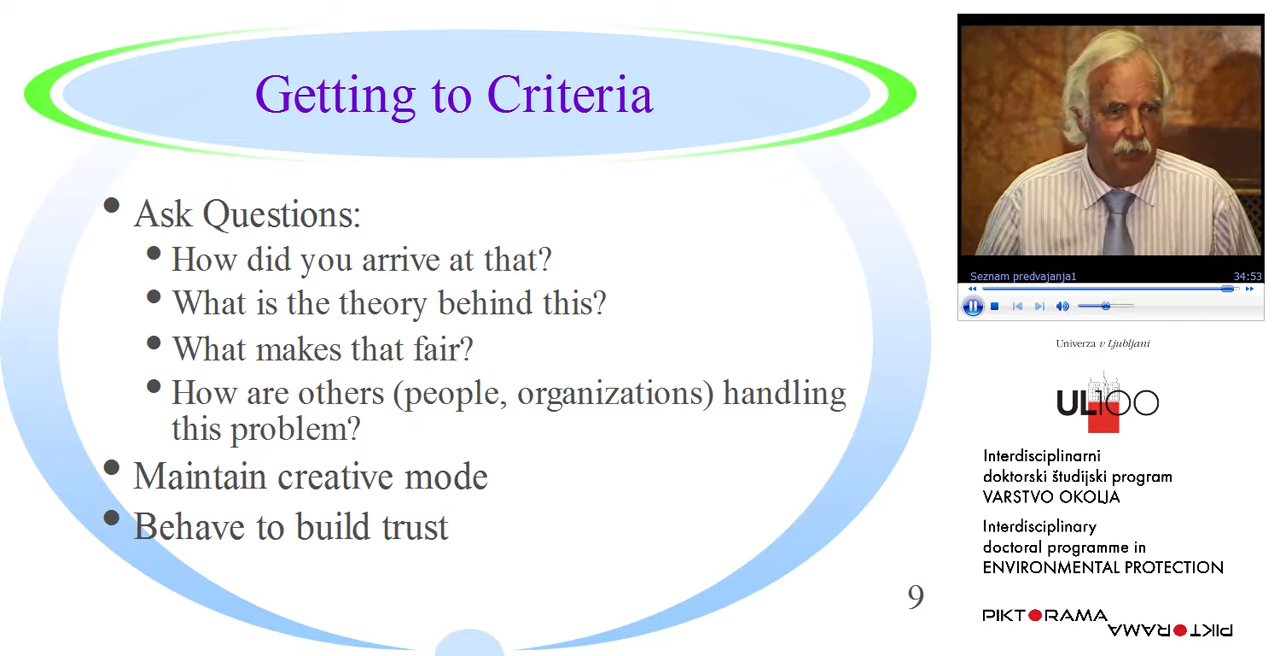 Getting to Criteria
• Ask Questions:
• How did you arrive at that?
• What is the theory behind this?
• What makes that fair?
• How are others (people, organizations) handling
this problem?
• Maintain creative mode
• Behave to build trust
9
Seznam predvajanja1 34:53
Univerza v Ljubljani
UL100
Interdisciplinarni
doktorski študijski program
VARSTVO OKOLJA
Interdisciplinary
doctoral programme in
ENVIRONMENTAL PROTECTION
PIKTORAMA
PIKTORAMA